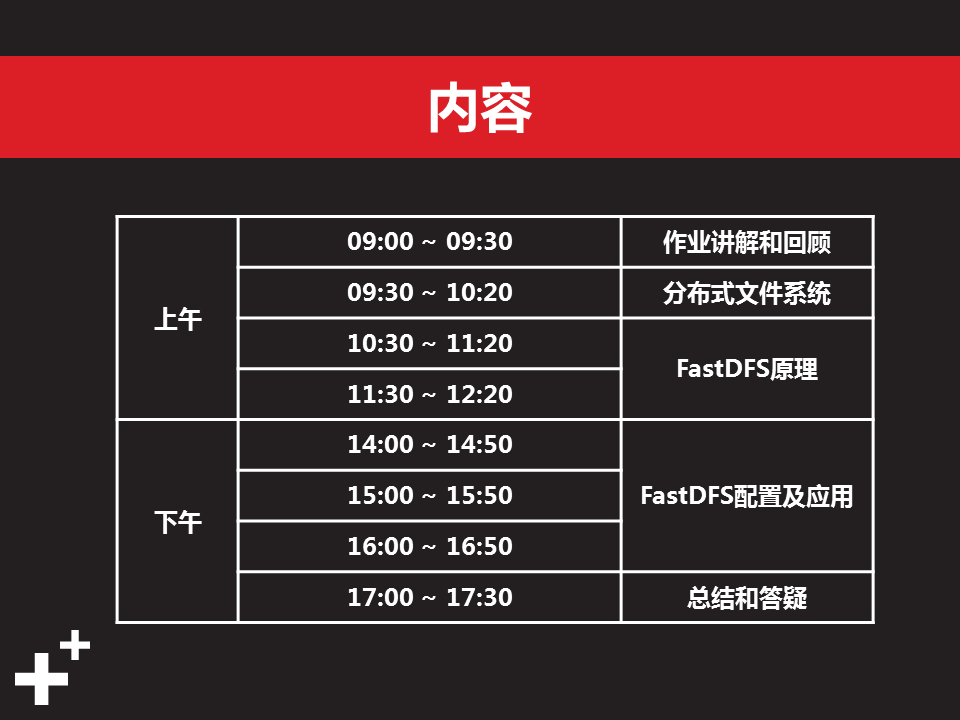 内容
上午
09:00 ~ 09:30
作业讲解和回顾
09:30 ~ 10:20
分布式文件系统
10:30 ~ 11:20
FastDFS原理
11:30 ~ 12:20
下午
14:00 ~ 14:50
FastDFS配置及应用
15:00 ~ 15:50
16:00 ~ 16:50
17:00 ~ 17:30
总结和答疑